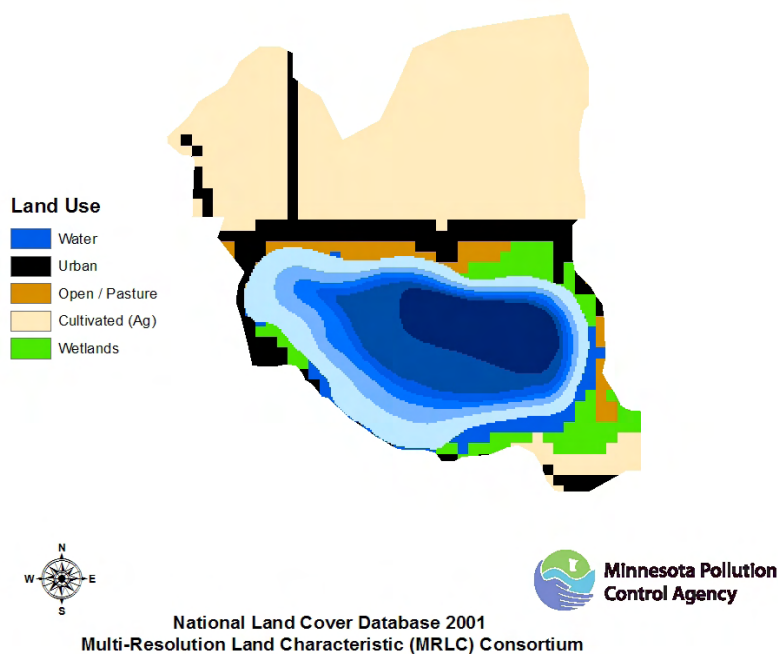 Land Use
Water
Urban
Open / Pasture
Cultivated (Ag)
Wetlands
N
W E
S
Minnesota Pollution
Control Agency
National Land Cover Database 2001
Multi-Resolution Land Characteristic (MRLC) Consortium